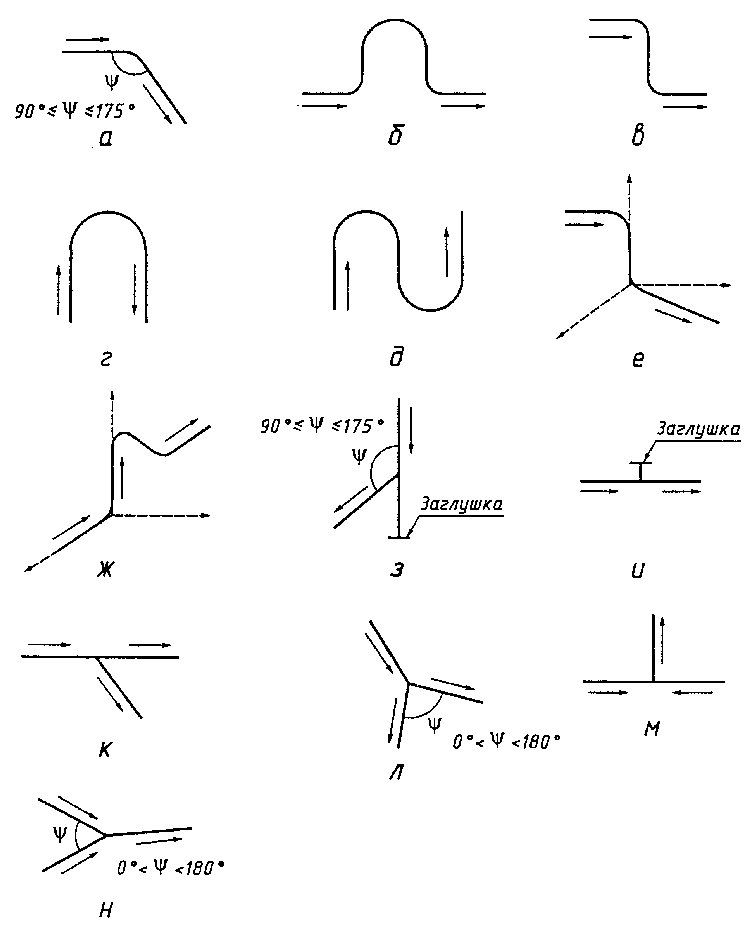 ψ
90°≤ ψ ≤175°
а
б
в
г
д
е
ж
90°≤ ψ ≤175°
ψ
Заглушка
з
Заглушка
и
к
ψ
0°< ψ <180°
л
м
ψ
0°< ψ <180°
н